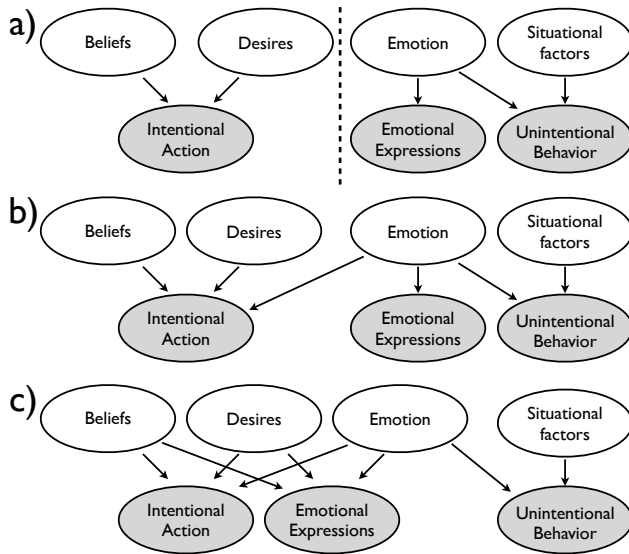 a)
Beliefs
Desires
Emotion
Situational
factors
Intentional
Action
Emotional
Expressions
Unintentional
Behavior
b)
Beliefs
Desires
Emotion
Situational
factors
Intentional
Action
Emotional
Expressions
Unintentional
Behavior
c)
Beliefs
Desires
Emotion
Situational
factors
Intentional
Action
Emotional
Expressions
Unintentional
Behavior